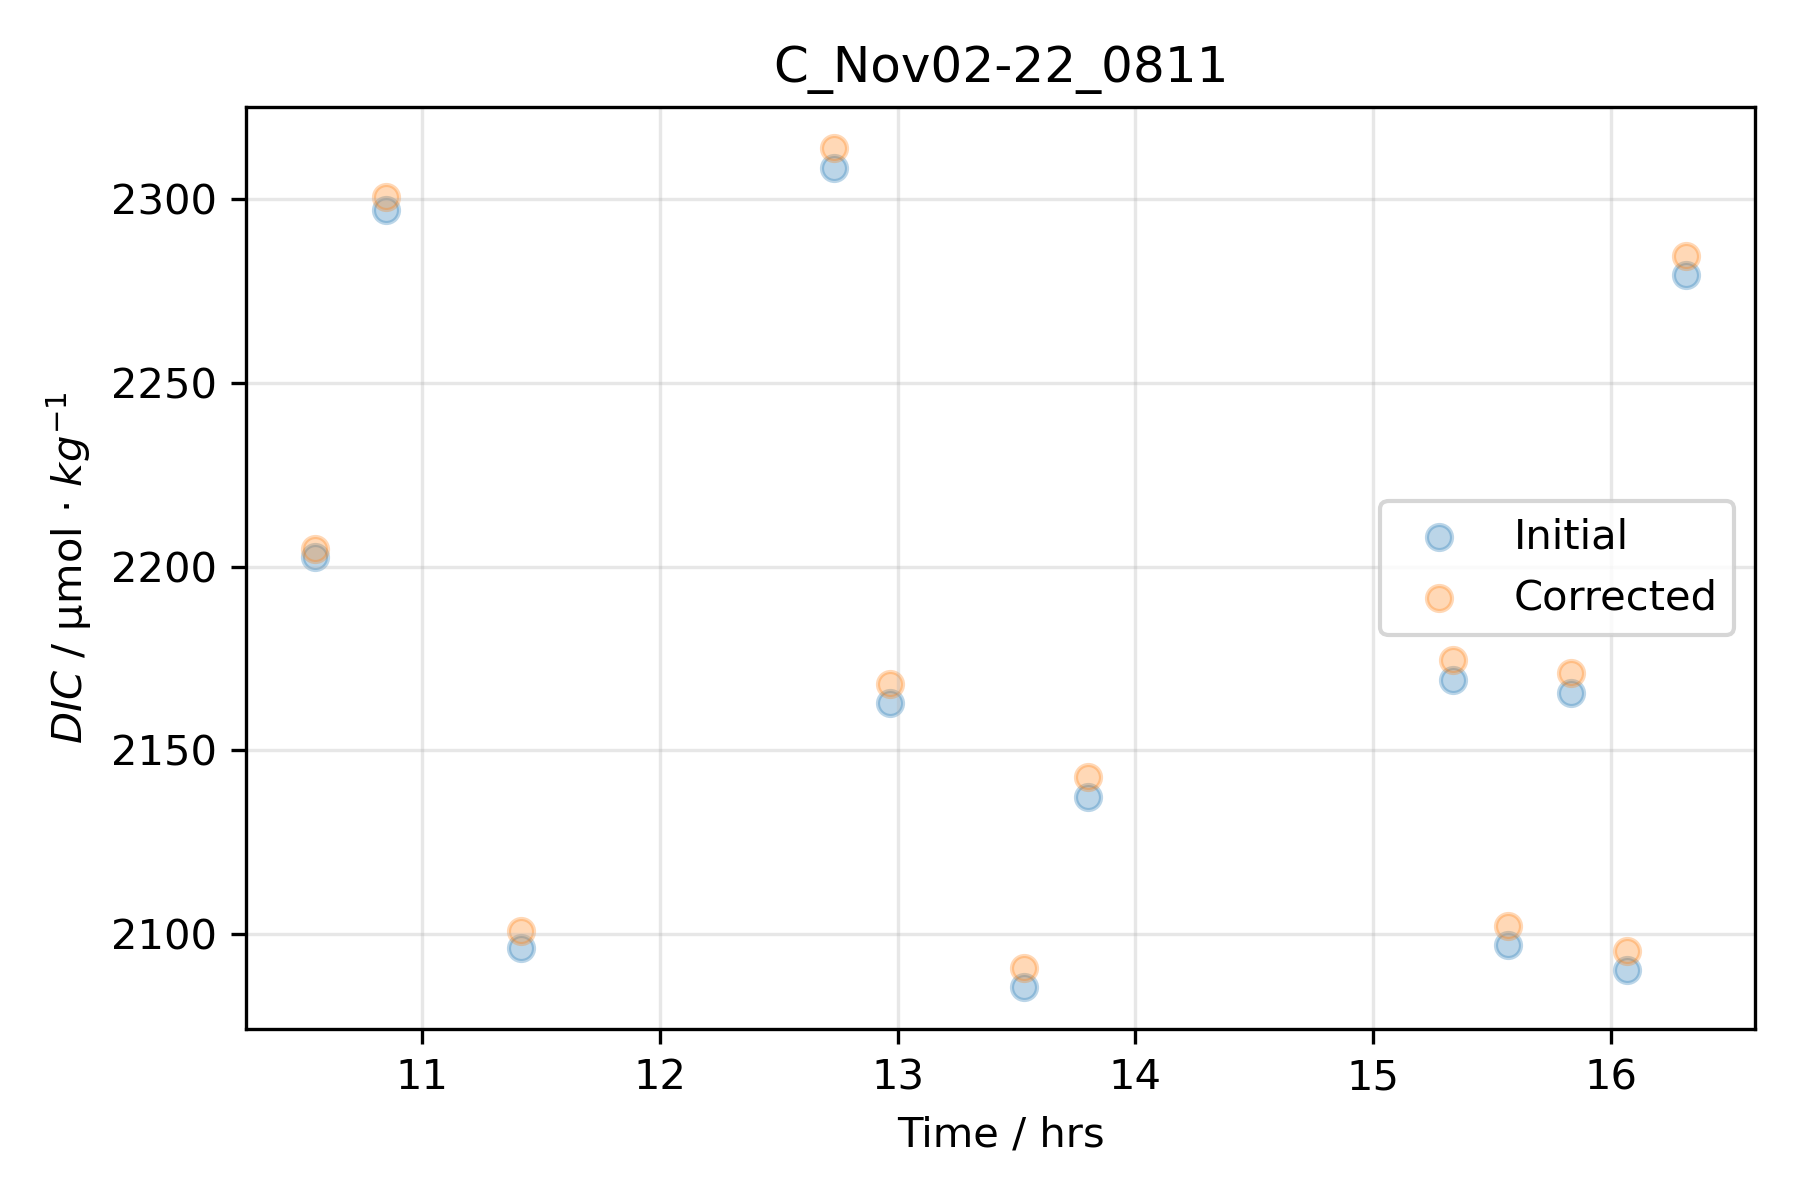 C_Nov02-22_0811
2300
2250
2200
2150
2100
DIC / μmol · kg⁻¹
Initial
Corrected
11 12 13 14 15 16
Time / hrs